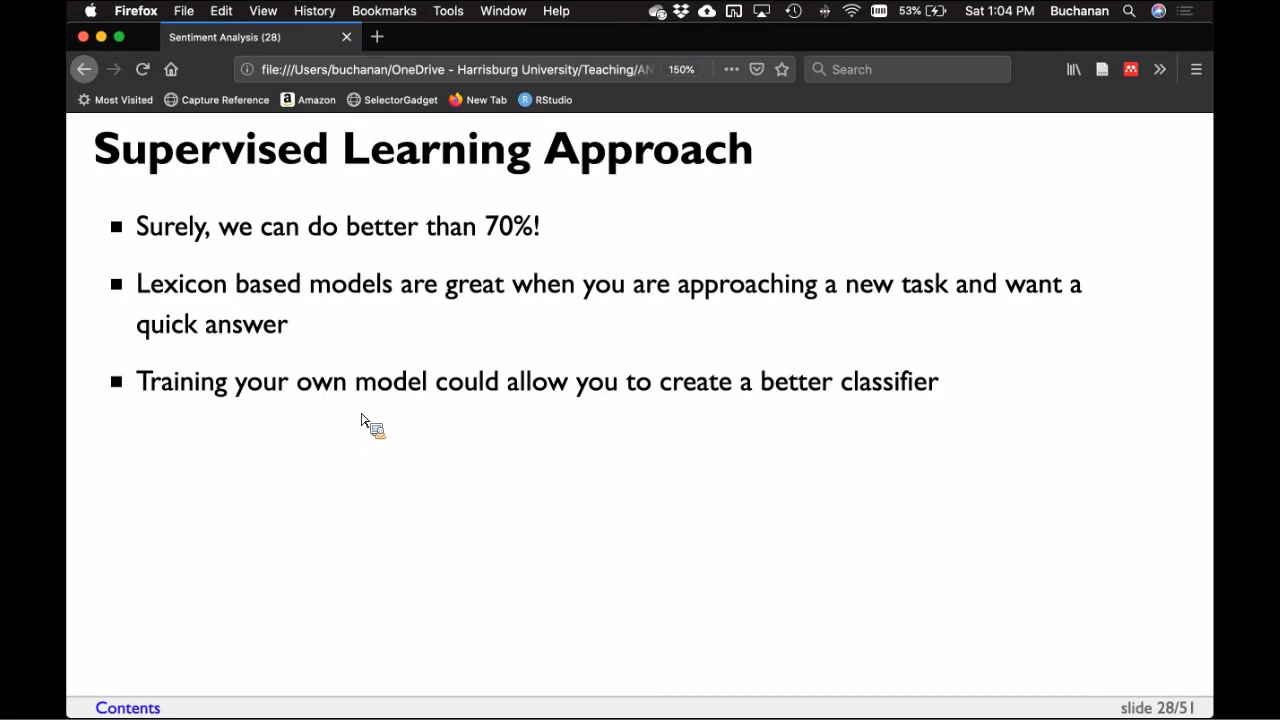 Firefox File Edit View History Bookmarks Tools Window Help 53% Sat 1:04 PM Buchanan
Sentiment Analysis (28)
file:///Users/buchanan/OneDrive - Harrisburg University/Teaching/AN 150% Search
Most Visited Capture Reference Amazon SelectorGadget New Tab RStudio
Supervised Learning Approach
Surely, we can do better than 70%!
Lexicon based models are great when you are approaching a new task and want a
quick answer
Training your own model could allow you to create a better classifier
Contents slide 28/51